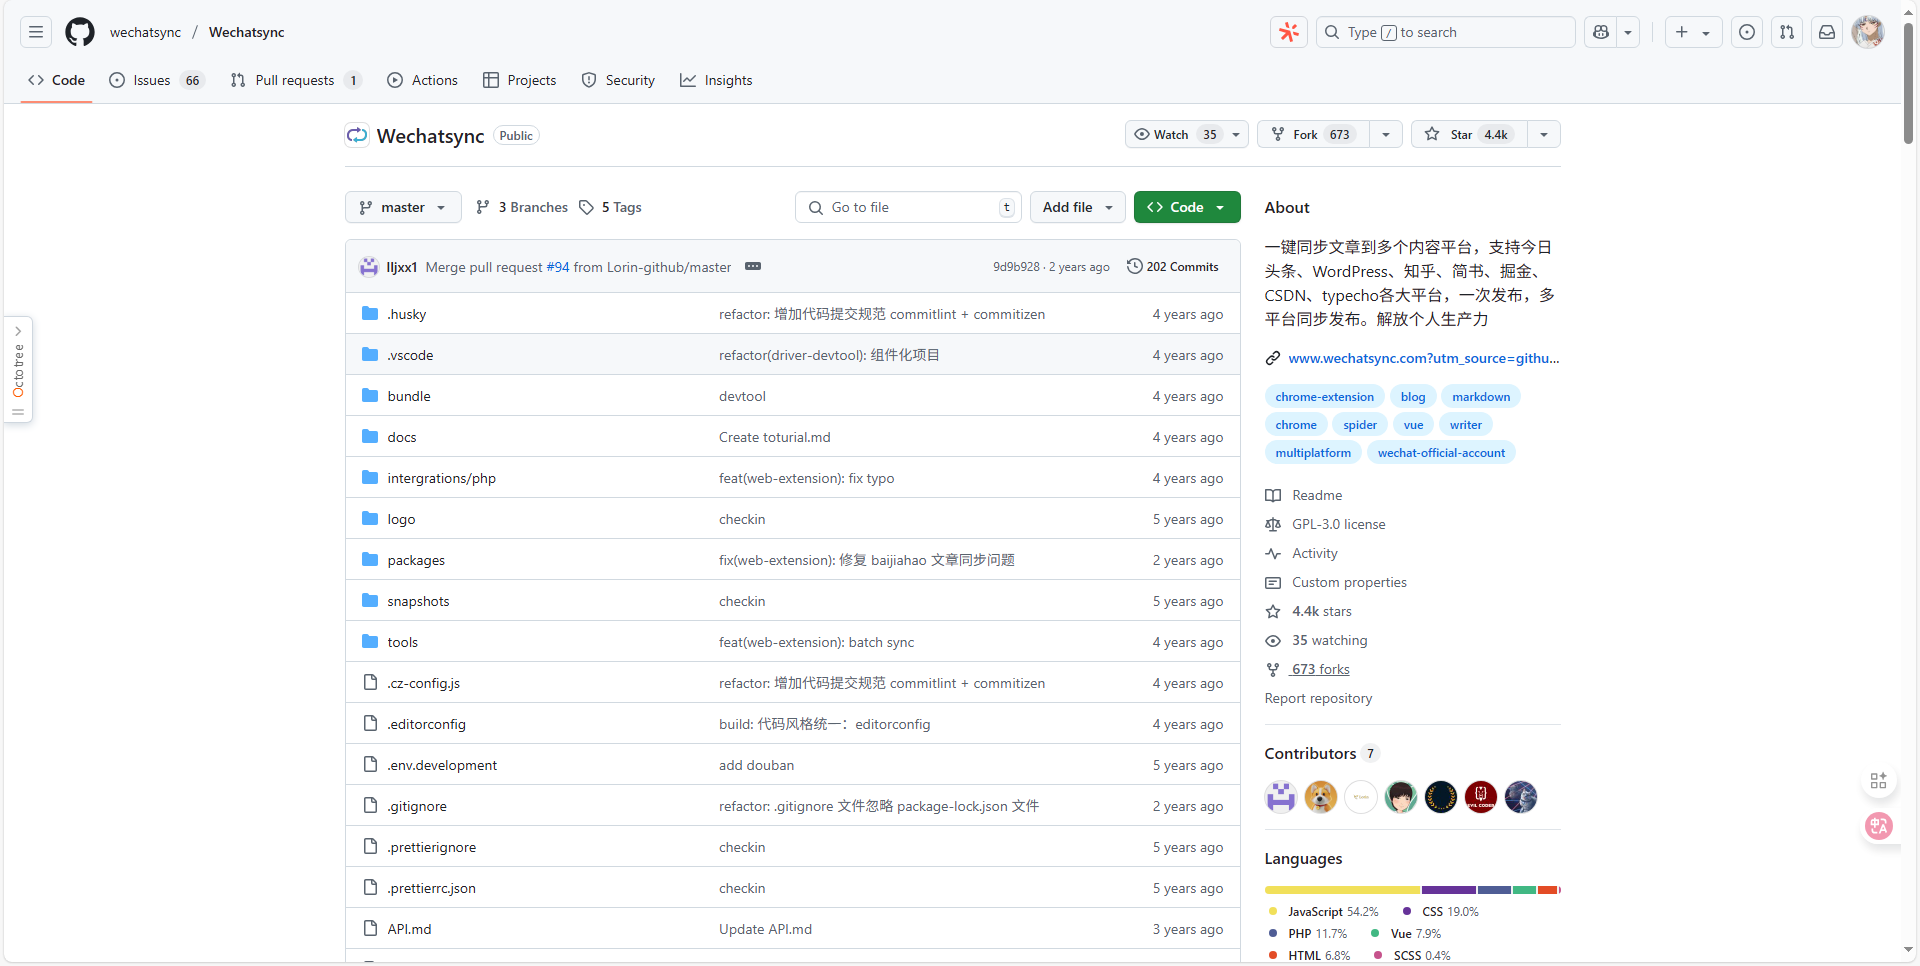 wechatsync / Wechatsync
Type / to search
Code
Issues 66
Pull requests 1
Actions
Projects
Security
Insights
Wechatsync Public
Watch 35
Fork 673
Star 4.4k
master
3 Branches
5 Tags
Go to file t
Add file
Code
lljxx1 Merge pull request #94 from Lorin-github/master
9d9b928 · 2 years ago
202 Commits
.husky refactor: 增加代码提交规范 commitlint + commitizen 4 years ago
.vscode refactor(driver-devtool): 组件化项目 4 years ago
bundle devtool 4 years ago
docs Create toturial.md 4 years ago
intergrations/php feat(web-extension): fix typo 4 years ago
logo checkin 5 years ago
packages fix(web-extension): 修复 baijiahao 文章同步问题 2 years ago
snapshots checkin 5 years ago
tools feat(web-extension): batch sync 4 years ago
.cz-config.js refactor: 增加代码提交规范 commitlint + commitizen 4 years ago
.editorconfig build: 代码风格统一：editorconfig 4 years ago
.env.development add douban 5 years ago
.gitignore refactor: .gitignore 文件忽略 package-lock.json 文件 2 years ago
.prettierignore checkin 5 years ago
.prettierrc.json checkin 5 years ago
API.md Update API.md 3 years ago
About
一键同步文章到多个内容平台，支持今日
头条、WordPress、知乎、简书、掘金、
CSDN、typecho各大平台，一次发布，多
平台同步发布。解放个人生产力
www.wechatsync.com?utm_source=githu...
chrome-extension blog markdown
chrome spider vue writer
multiplatform wechat-official-account
Readme
GPL-3.0 license
Activity
Custom properties
4.4k stars
35 watching
673 forks
Report repository
Contributors 7
Languages
JavaScript 54.2% CSS 19.0%
PHP 11.7% Vue 7.9%
HTML 6.8% SCSS 0.4%
Octotree